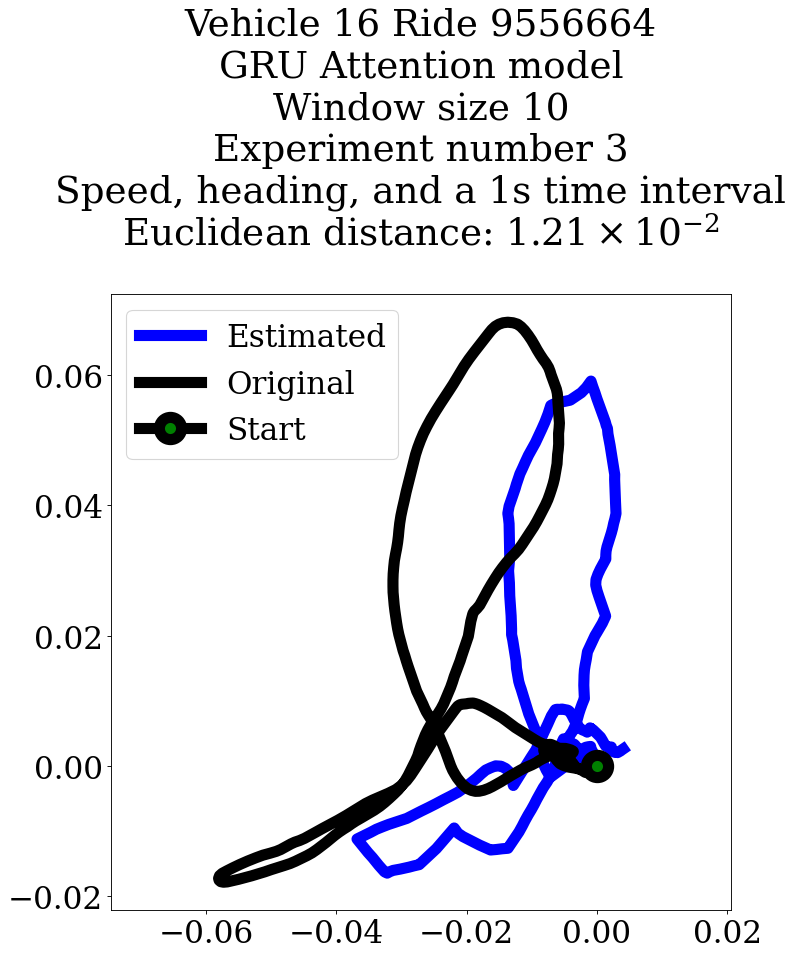 Vehicle 16 Ride 9556664
GRU Attention model
Window size 10
Experiment number 3
Speed, heading, and a 1s time interval
Euclidean distance: 1.21 × 10⁻²
Estimated
Original
Start
0.06
0.04
0.02
0.00
−0.02
−0.06 −0.04 −0.02 0.00 0.02